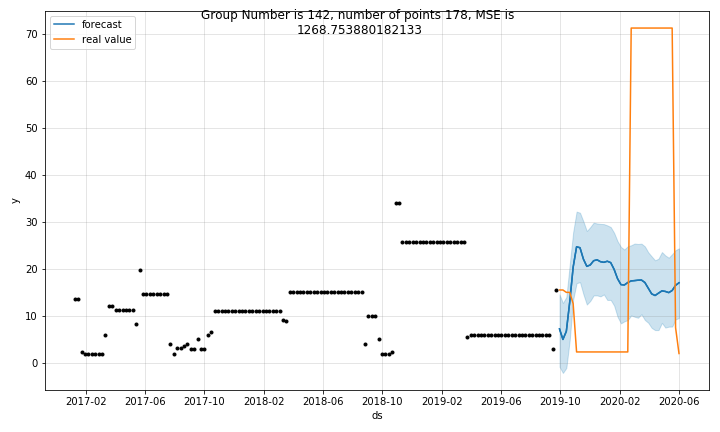 Group Number is 142, number of points 178, MSE is
1268.753880182133
forecast
real value
70
60
50
40
30
20
10
0
y
2017-02 2017-06 2017-10 2018-02 2018-06 2018-10 2019-02 2019-06 2019-10 2020-02 2020-06
ds